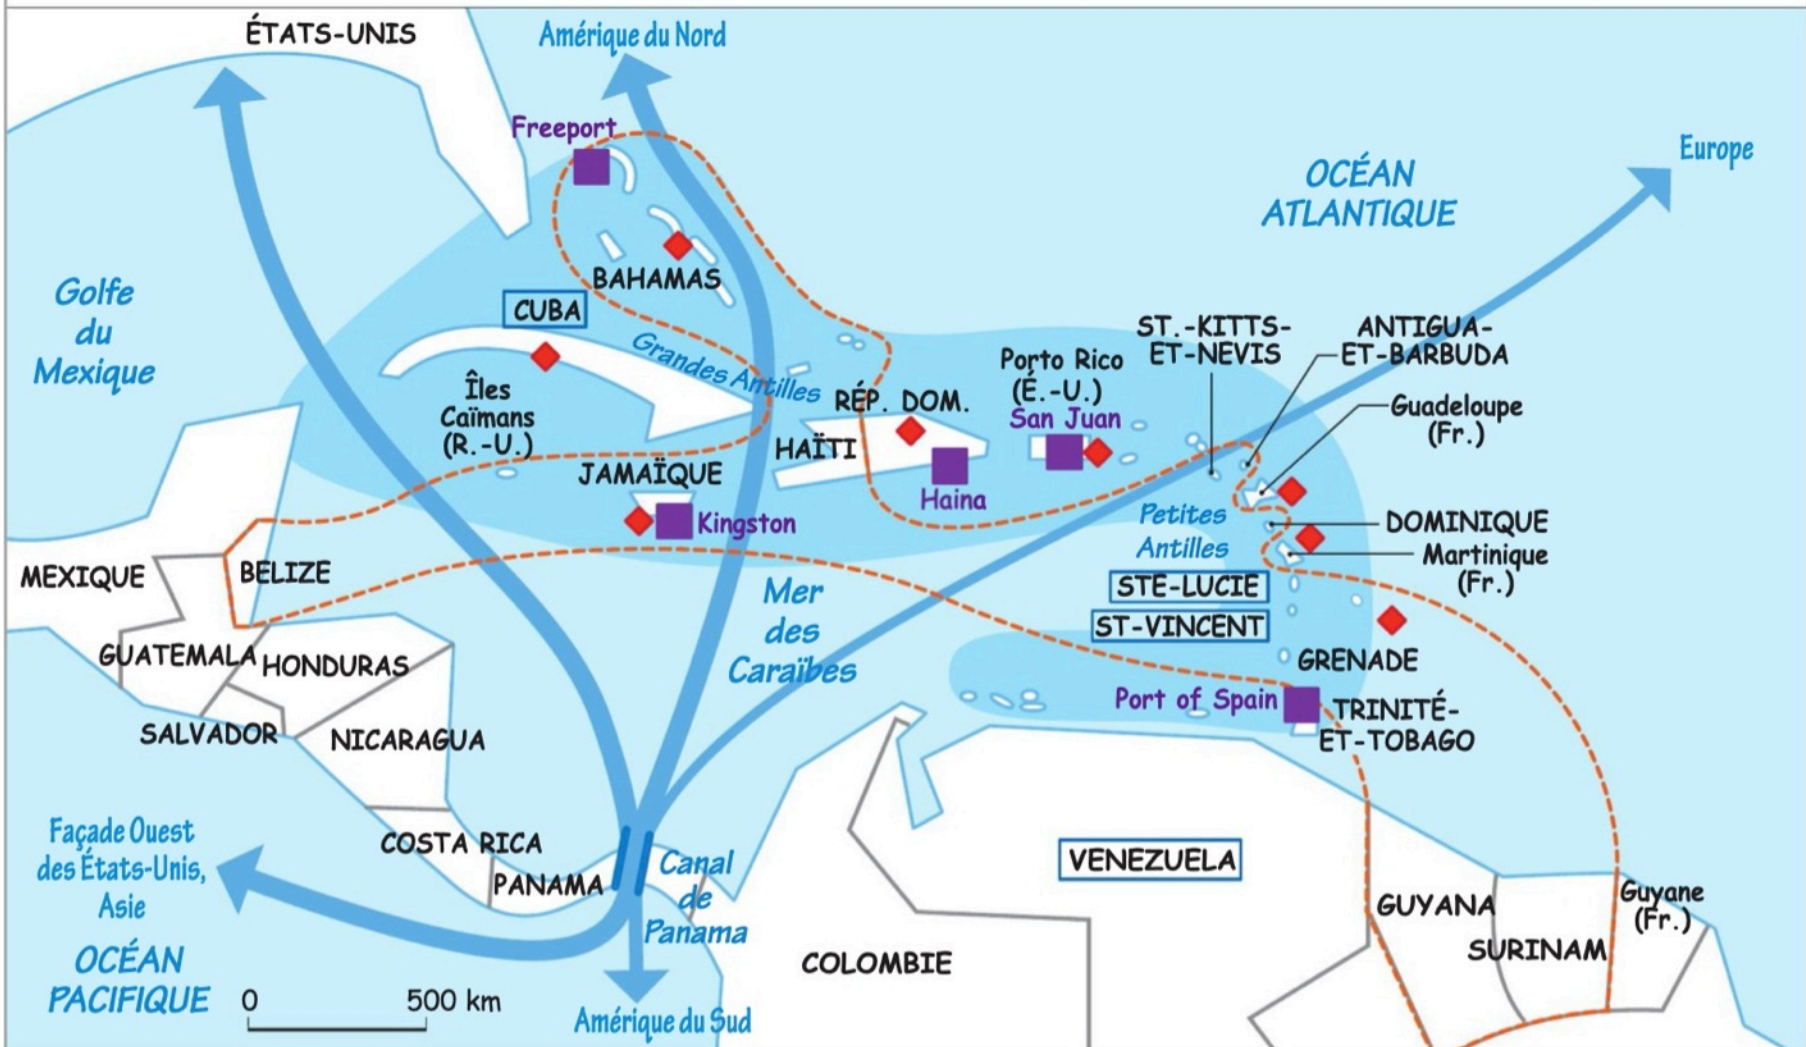 ÉTATS-UNIS
Amérique du Nord
Freeport
Europe
OCÉAN
ATLANTIQUE
Golfe
du
Mexique
BAHAMAS
CUBA
Grandes Antilles
ST.-KITTS-
ET-NEVIS
ANTIGUA-
ET-BARBUDA
Porto Rico
(É.-U.)
San Juan
Îles
Caïmans
(R.-U.)
RÉP. DOM.
Guadeloupe
(Fr.)
HAÏTI
JAMAÏQUE
Haina
Kingston
Petites
Antilles
DOMINIQUE
Martinique
(Fr.)
MEXIQUE
BELIZE
STE-LUCIE
ST-VINCENT
Mer
des
Caraïbes
GUATEMALA
HONDURAS
GRENADE
Port of Spain
TRINITÉ-
ET-TOBAGO
SALVADOR
NICARAGUA
Façade Ouest
des États-Unis,
Asie
COSTA RICA
PANAMA
Canal
de
Panama
VENEZUELA
GUYANA
Guyane
(Fr.)
SURINAM
COLOMBIE
OCÉAN
PACIFIQUE
0 500 km
Amérique du Sud